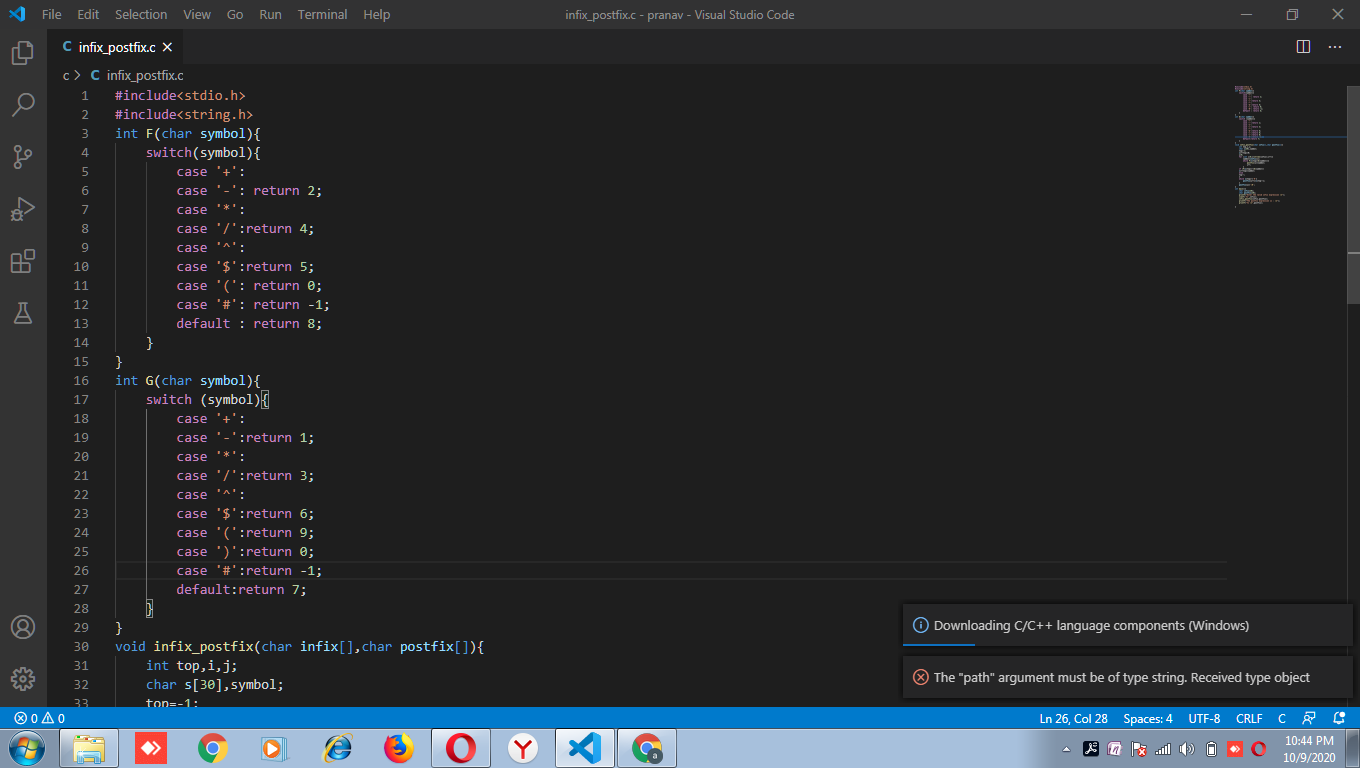 File Edit Selection View Go Run Terminal Help
infix_postfix.c - pranav - Visual Studio Code
C infix_postfix.c
c > C infix_postfix.c
1 #include<stdio.h>
2 #include<string.h>
3 int F(char symbol){
4 switch(symbol){
5 case '+':
6 case '-': return 2;
7 case '*':
8 case '/':return 4;
9 case '^':
10 case '$':return 5;
11 case '(': return 0;
12 case '#': return -1;
13 default : return 8;
14 }
15 }
16 int G(char symbol){
17 switch (symbol){
18 case '+':
19 case '-':return 1;
20 case '*':
21 case '/':return 3;
22 case '^':
23 case '$':return 6;
24 case '(':return 9;
25 case ')':return 0;
26 case '#':return -1;
27 default:return 7;
28 }
29 }
30 void infix_postfix(char infix[],char postfix[]){
31 int top,i,j;
32 char s[30],symbol;
33 top=-1;
Downloading C/C++ language components (Windows)
The "path" argument must be of type string. Received type object
0 0
Ln 26, Col 28 Spaces: 4 UTF-8 CRLF C
10:44 PM
10/9/2020